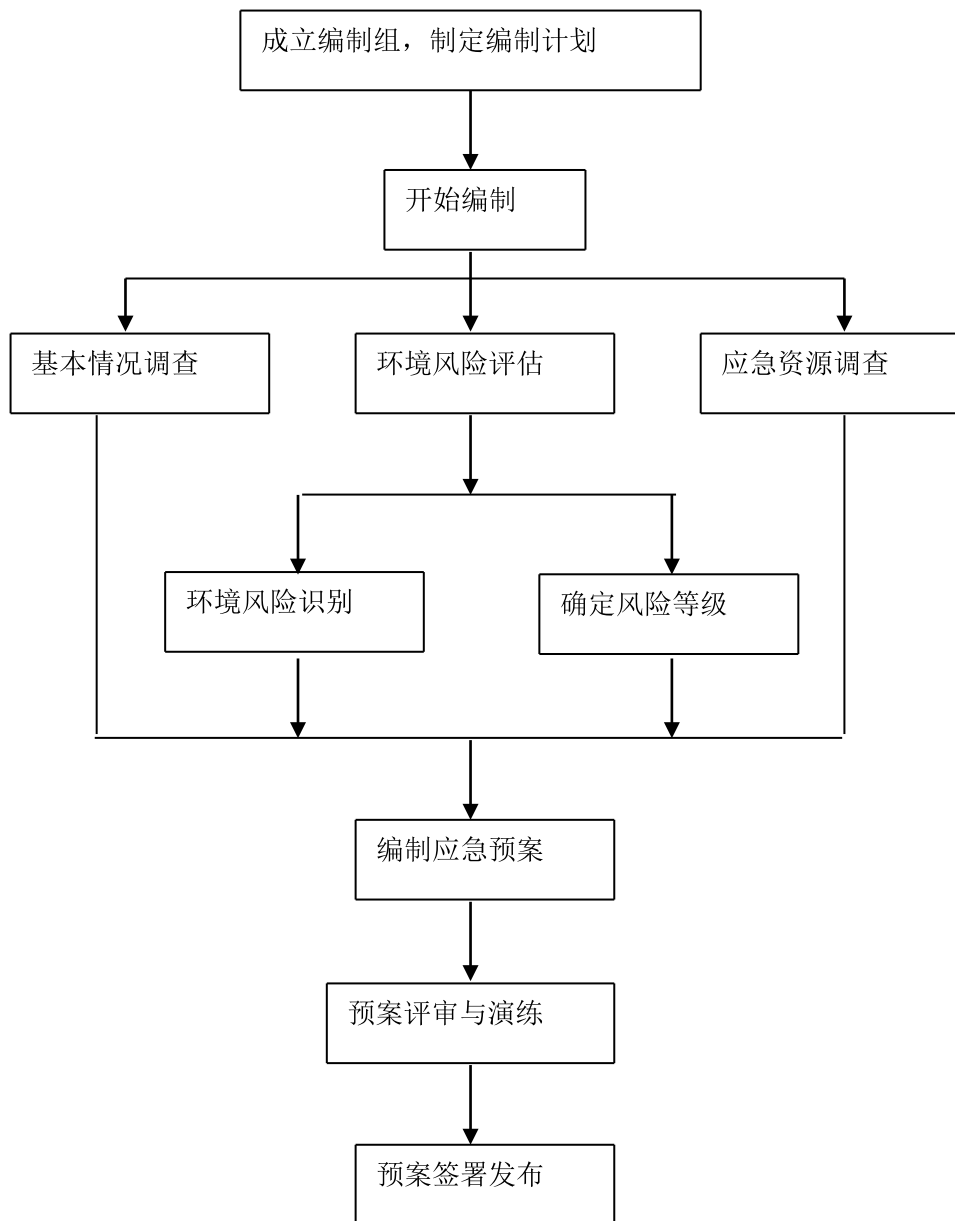 成立编制组，制定编制计划
开始编制
基本情况调查
环境风险评估
应急资源调查
环境风险识别
确定风险等级
编制应急预案
预案评审与演练
预案签署发布